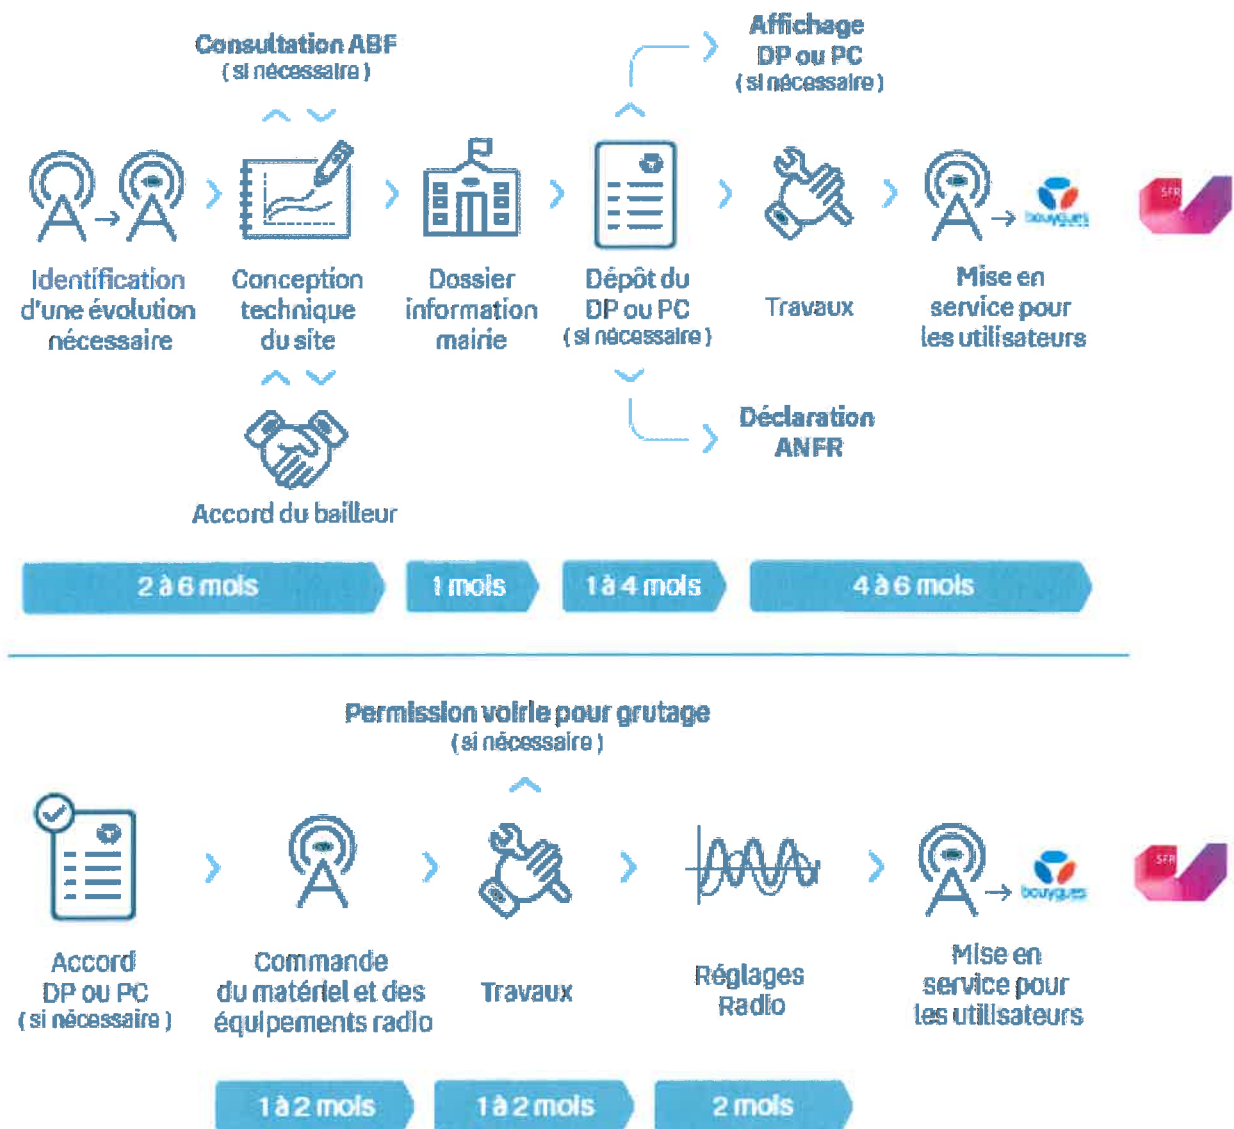 Consultation ABF
( si nécessaire )
Affichage
DP ou PC
( si nécessaire )
bouygues
SFR
Identification
d'une évolution
nécessaire
Conception
technique
du site
Dossier
information
mairie
Dépôt du
DP ou PC
( si nécessaire )
Travaux
Mise en
service pour
les utilisateurs
Accord du bailleur
Déclaration
ANFR
2 à 6 mois
1 mois
1 à 4 mois
4 à 6 mois
Permission voirie pour grutage
( si nécessaire )
bouygues
SFR
Accord
DP ou PC
( si nécessaire )
Commande
du matériel et des
équipements radio
Travaux
Réglages
Radio
Mise en
service pour
les utilisateurs
1 à 2 mois
1 à 2 mois
2 mois